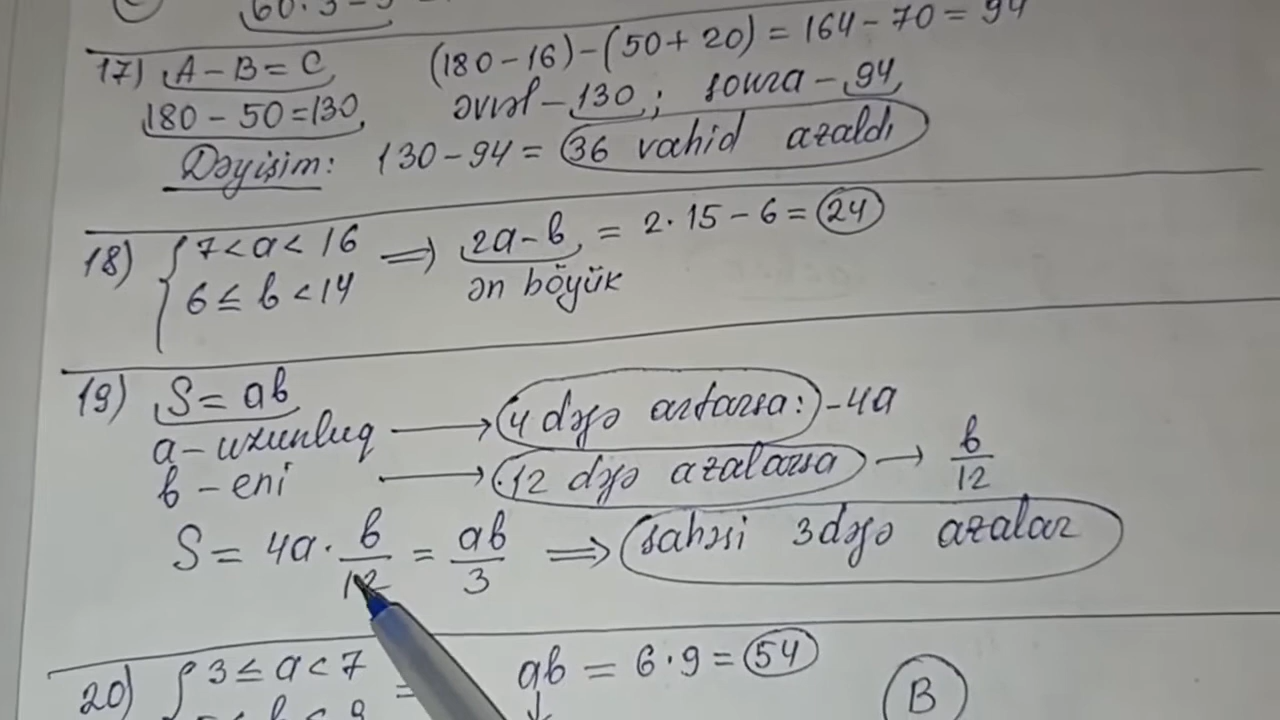 60·3-
17) A-B=C (180-16)-(50+20)=164-70=94
180-50=130 əvvəl-130; sonra-94
Dəyişim: 130-94=36 vahid azaldı
18) 7<a<16 ⇒ 2a-b = 2·15-6=24
6≤b<14 ən böyük
19) S=ab
a-uzunluq → 4 dəfə artarsa:-4a
b-eni → 12 dəfə azalarsa → b/12
S=4a·b/12=ab/3 ⇒ sahəsi 3 dəfə azalar
20) 3≤a<7 = ab = 6·9=54
B